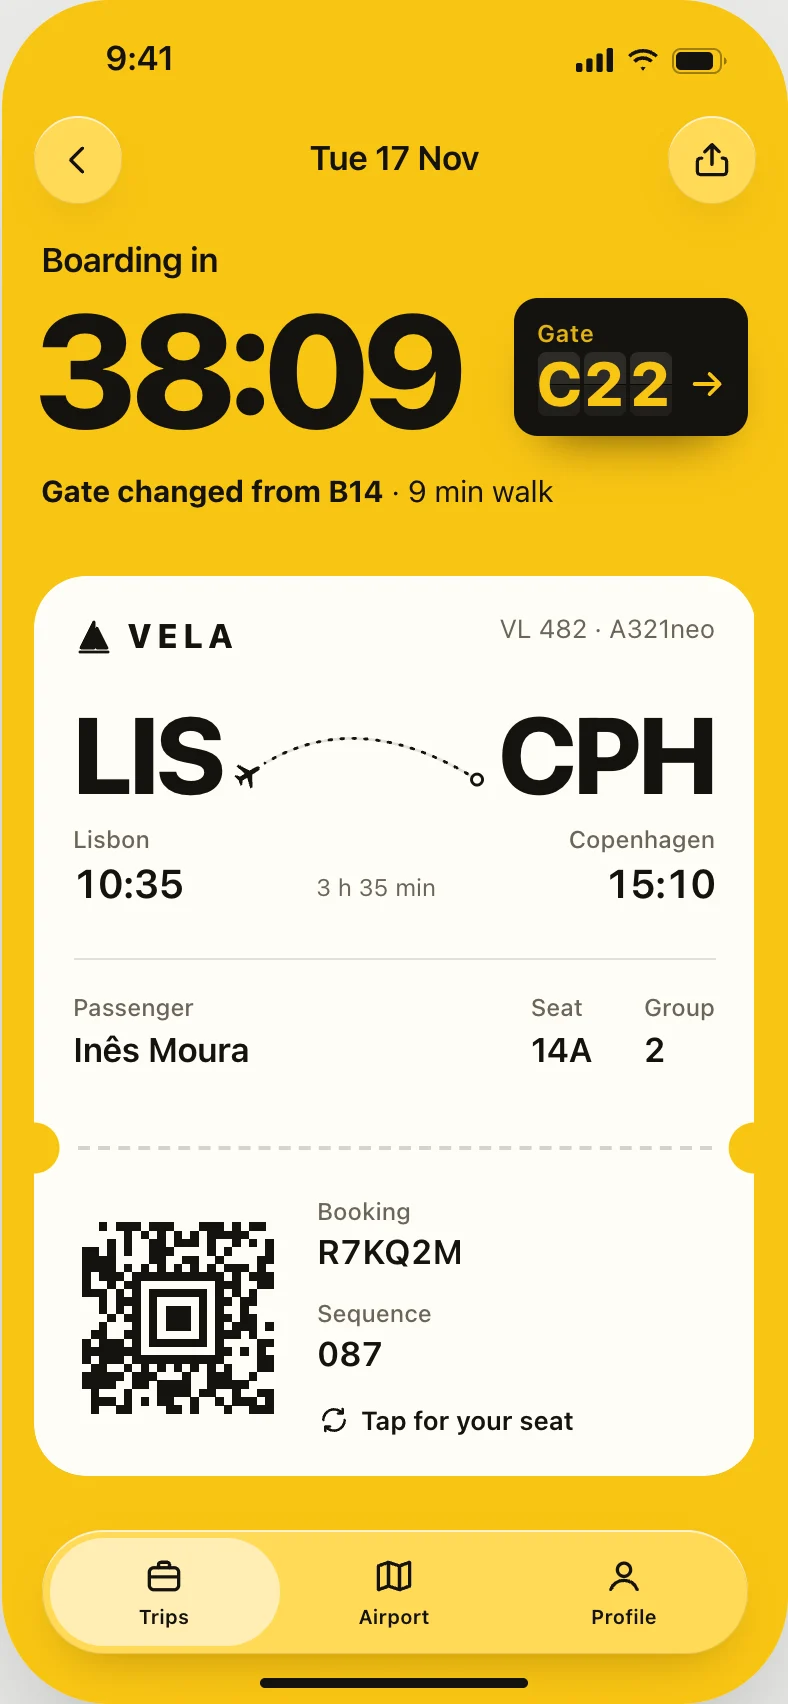 9:41
Tue 17 Nov
Boarding in
38:09
Gate
C22
Gate changed from B14 · 9 min walk
VELA
VL 482 · A321neo
LIS
CPH
Lisbon
Copenhagen
10:35
3 h 35 min
15:10
Passenger
Seat
Group
Inês Moura
14A
2
Booking
R7KQ2M
Sequence
087
Tap for your seat
Trips
Airport
Profile